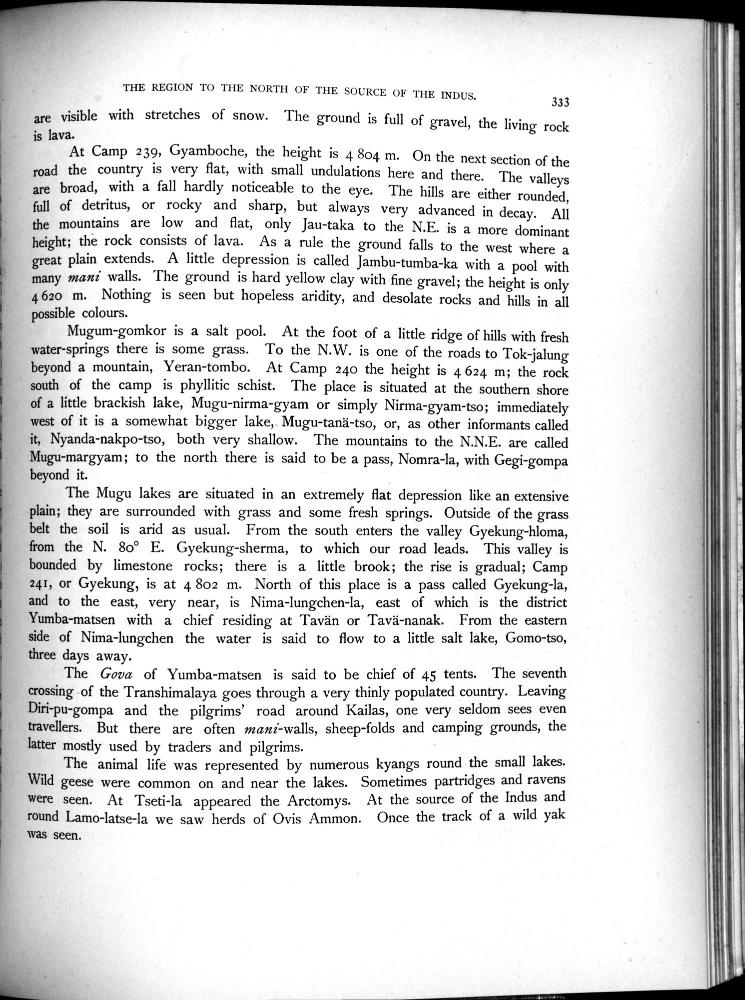 THE REGION TO THE NORTH OF THE SOURCE OF THE INDUS.
333
are visible with stretches of snow. The ground is full of gravel, the living rock
is lava.
At Camp 239, Gyamboche, the height is 4 804 m. On the next section of the
road the country is very flat, with small undulations here and there. The valleys
are broad, with a fall hardly noticeable to the eye. The hills are either rounded,
full of detritus, or rocky and sharp, but always very advanced in decay. All
the mountains are low and flat, only Jau-taka to the N.E. is a more dominant
height; the rock consists of lava. As a rule the ground falls to the west where a
great plain extends. A little depression is called Jambu-tumba-ka with a pool with
many mani walls. The ground is hard yellow clay with fine gravel; the height is only
4 620 m. Nothing is seen but hopeless aridity, and desolate rocks and hills in all
possible colours.
Mugum-gomkor is a salt pool. At the foot of a little ridge of hills with fresh
water-springs there is some grass. To the N.W. is one of the roads to Tok-jalung
beyond a mountain, Yeran-tombo. At Camp 240 the height is 4 624 m; the rock
south of the camp is phyllitic schist. The place is situated at the southern shore
of a little brackish lake, Mugu-nirma-gyam or simply Nirma-gyam-tso; immediately
west of it is a somewhat bigger lake, Mugu-tanä-tso, or, as other informants called
it, Nyanda-nakpo-tso, both very shallow. The mountains to the N.N.E. are called
Mugu-margyam; to the north there is said to be a pass, Nomra-la, with Gegi-gompa
beyond it.
The Mugu lakes are situated in an extremely flat depression like an extensive
plain; they are surrounded with grass and some fresh springs. Outside of the grass
belt the soil is arid as usual. From the south enters the valley Gyekung-hloma,
from the N. 80° E. Gyekung-sherma, to which our road leads. This valley is
bounded by limestone rocks; there is a little brook; the rise is gradual; Camp
241, or Gyekung, is at 4 802 m. North of this place is a pass called Gyekung-la,
and to the east, very near, is Nima-lungchen-la, east of which is the district
Yumba-matsen with a chief residing at Tavän or Tavä-nanak. From the eastern
side of Nima-lungchen the water is said to flow to a little salt lake, Gomo-tso,
three days away.
The Gova of Yumba-matsen is said to be chief of 45 tents. The seventh
crossing of the Transhimalaya goes through a very thinly populated country. Leaving
Diri-pu-gompa and the pilgrims' road around Kailas, one very seldom sees even
travellers. But there are often mani-walls, sheep-folds and camping grounds, the
latter mostly used by traders and pilgrims.
The animal life was represented by numerous kyangs round the small lakes.
Wild geese were common on and near the lakes. Sometimes partridges and ravens
were seen. At Tseti-la appeared the Arctomys. At the source of the Indus and
round Lamo-latse-la we saw herds of Ovis Ammon. Once the track of a wild yak
was seen.